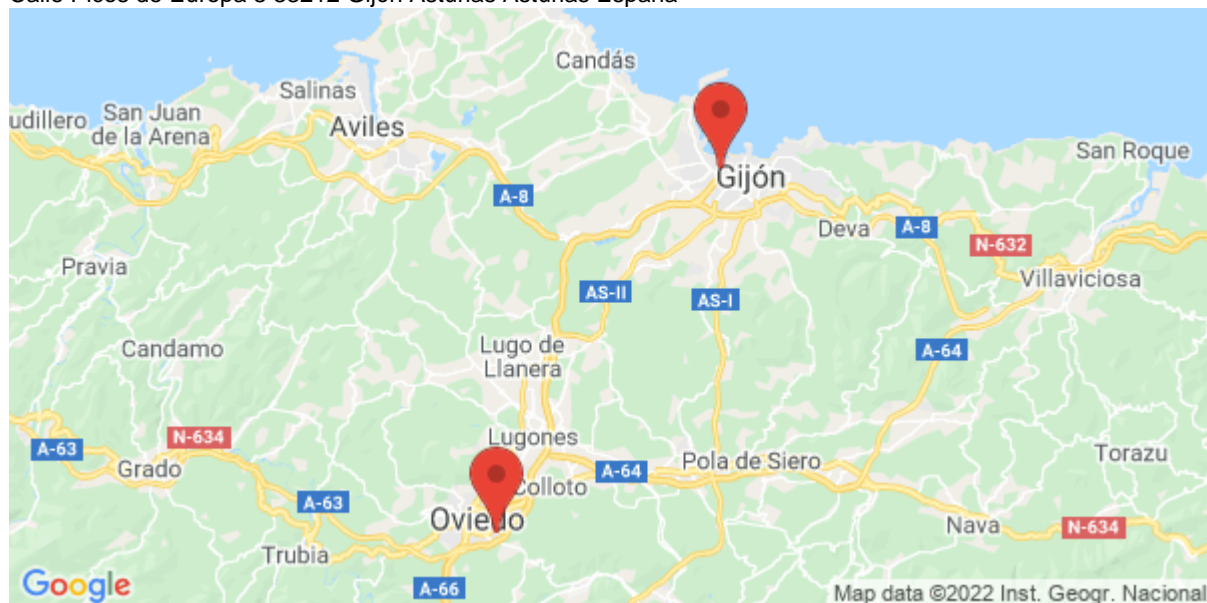 Candás
Salinas
udillero
San Juan
de la Arena
Aviles
San Roque
Gijón
A-8
Deva
A-8
N-632
Pravia
Villaviciosa
AS-II
AS-I
Candamo
Lugo de
Llanera
A-64
N-634
Lugones
A-63
Grado
A-64
Pola de Siero
Torazu
Colloto
A-63
Oviedo
Nava
N-634
Trubia
A-66
Google
Map data ©2022 Inst. Geogr. Nacional